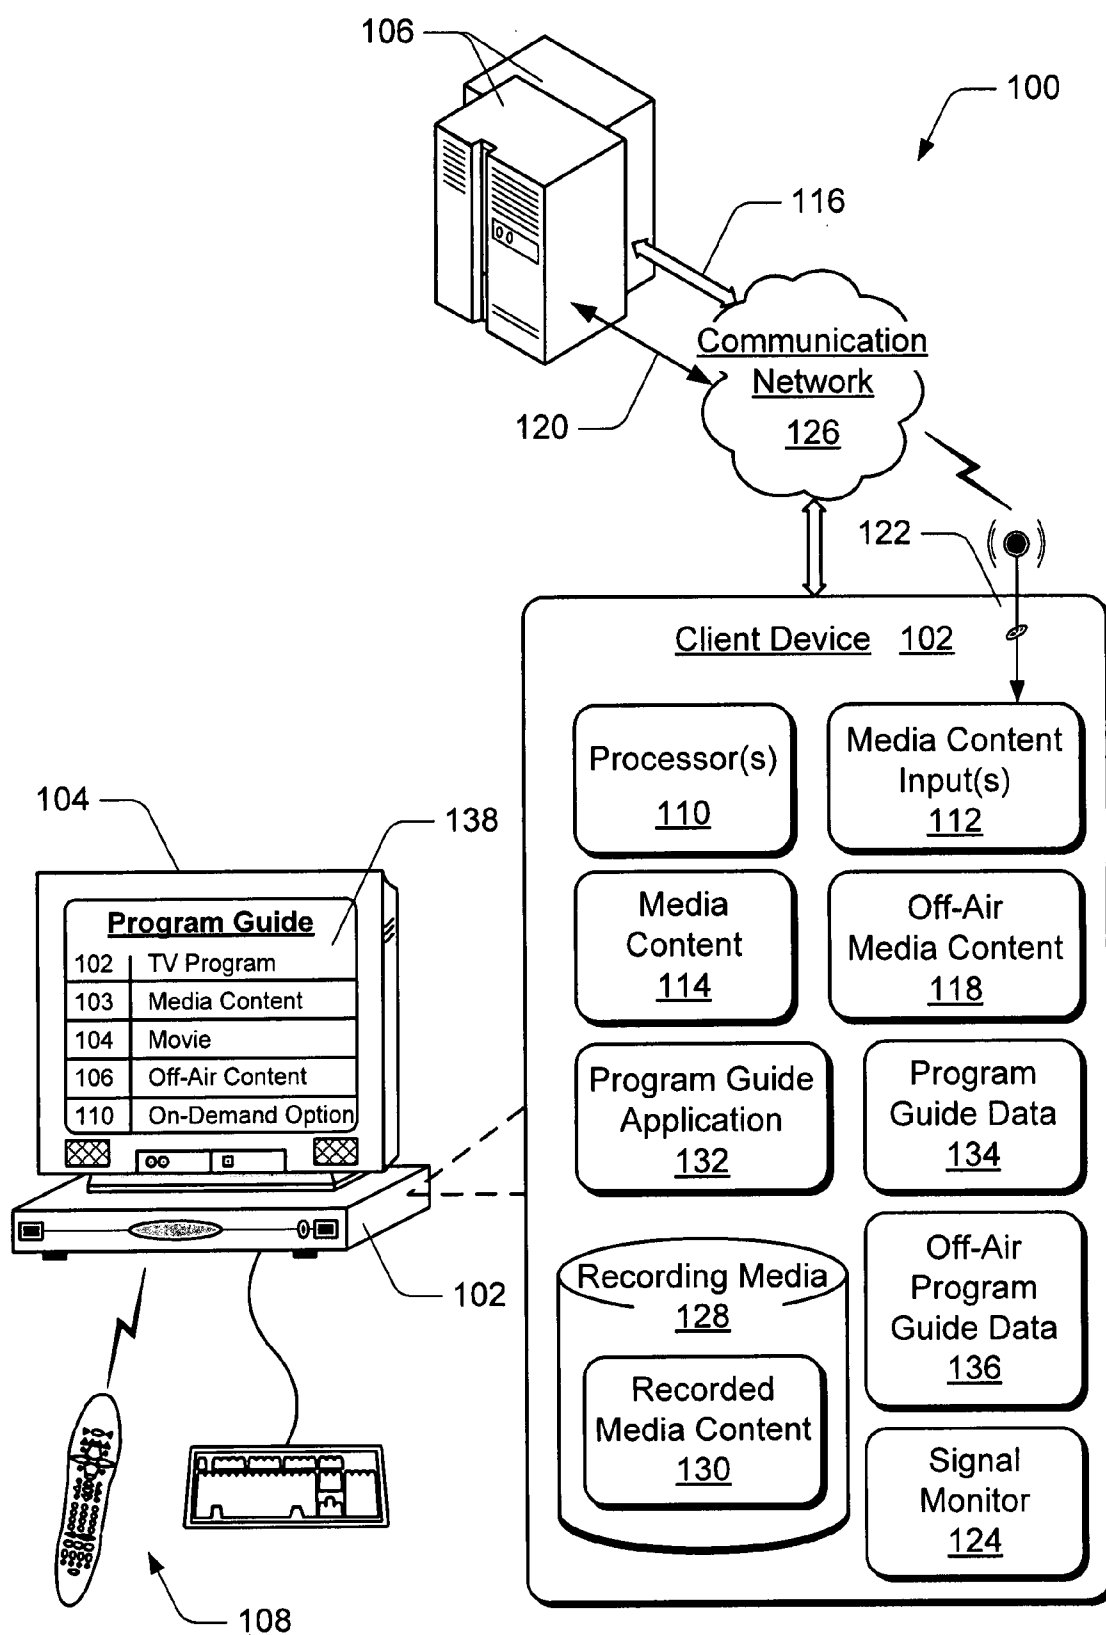 106
100
116
Communication
Network
126
120
122
Client Device 102
Processor(s)
110
Media Content
Input(s)
112
104
138
Program Guide
102 TV Program
103 Media Content
104 Movie
106 Off-Air Content
110 On-Demand Option
Media
Content
114
Off-Air
Media Content
118
Program Guide
Application
132
Program
Guide Data
134
102
Recording Media
128
Recorded
Media Content
130
Off-Air
Program
Guide Data
136
Signal
Monitor
124
108